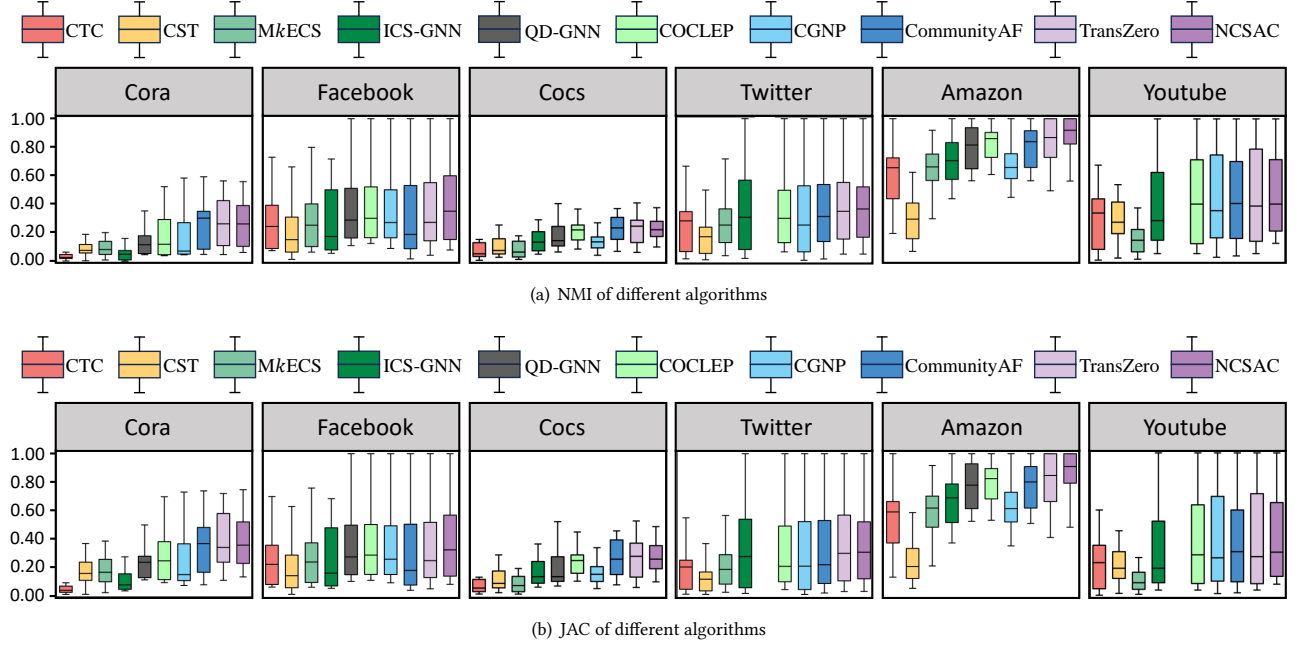 CTC CST MkECS ICS-GNN QD-GNN COCLEP CGNP CommunityAF TransZero NCSAC
Cora Facebook Cocs Twitter Amazon Youtube
1.00
0.80
0.60
0.40
0.20
0.00
(a) NMI of different algorithms
CTC CST MkECS ICS-GNN QD-GNN COCLEP CGNP CommunityAF TransZero NCSAC
Cora Facebook Cocs Twitter Amazon Youtube
1.00
0.80
0.60
0.40
0.20
0.00
(b) JAC of different algorithms